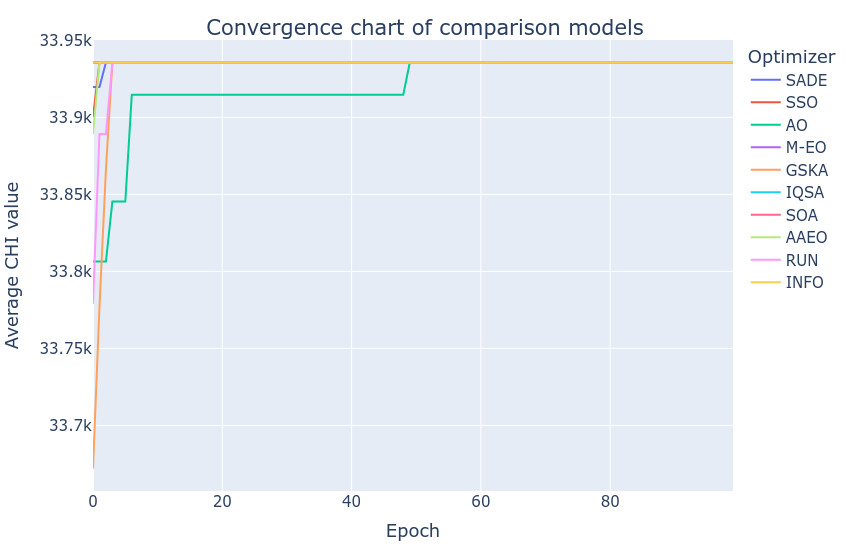 Convergence chart of comparison models
33.95k
33.9k
33.85k
33.8k
33.75k
33.7k
Average CHI value
0
20
40
60
80
Epoch
Optimizer
SADE
SSO
AO
M-EO
GSKA
IQSA
SOA
AAEO
RUN
INFO